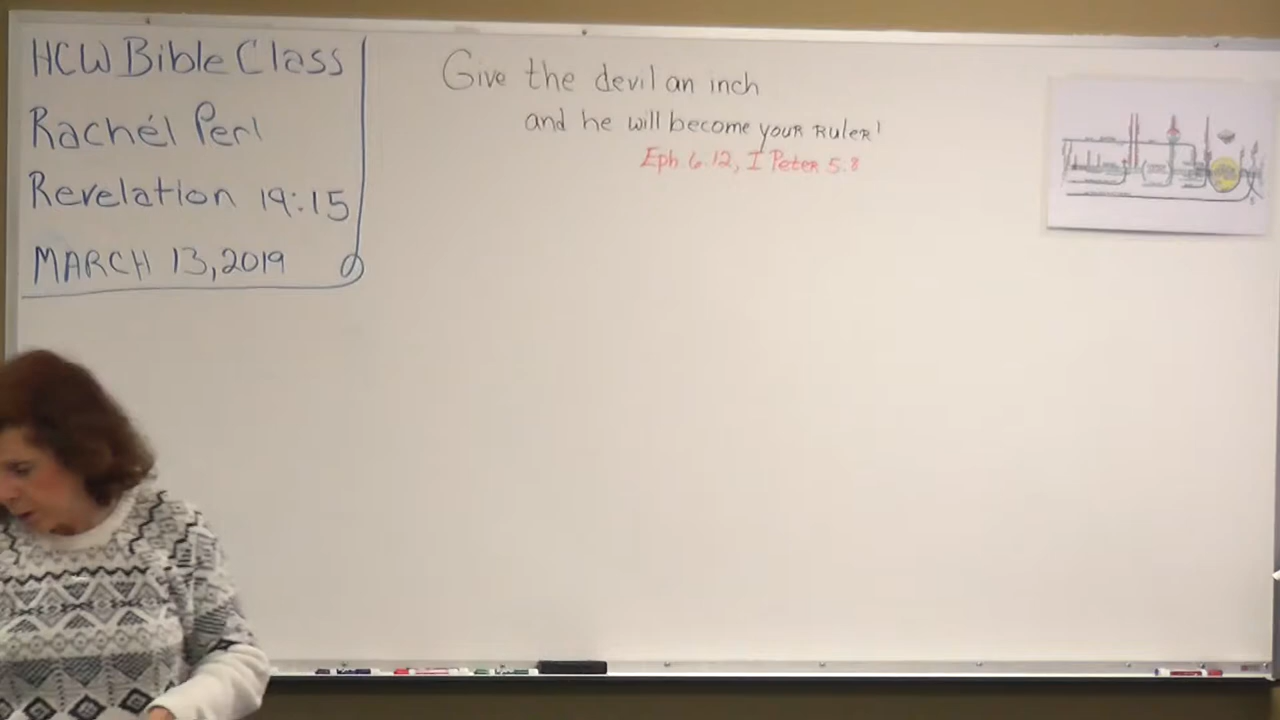 HCW Bible Class
Rachél Perl
Revelation 19:15
MARCH 13, 2019
Give the devil an inch
and he will become your Ruler!
Eph 6.12, I Peter 5.8